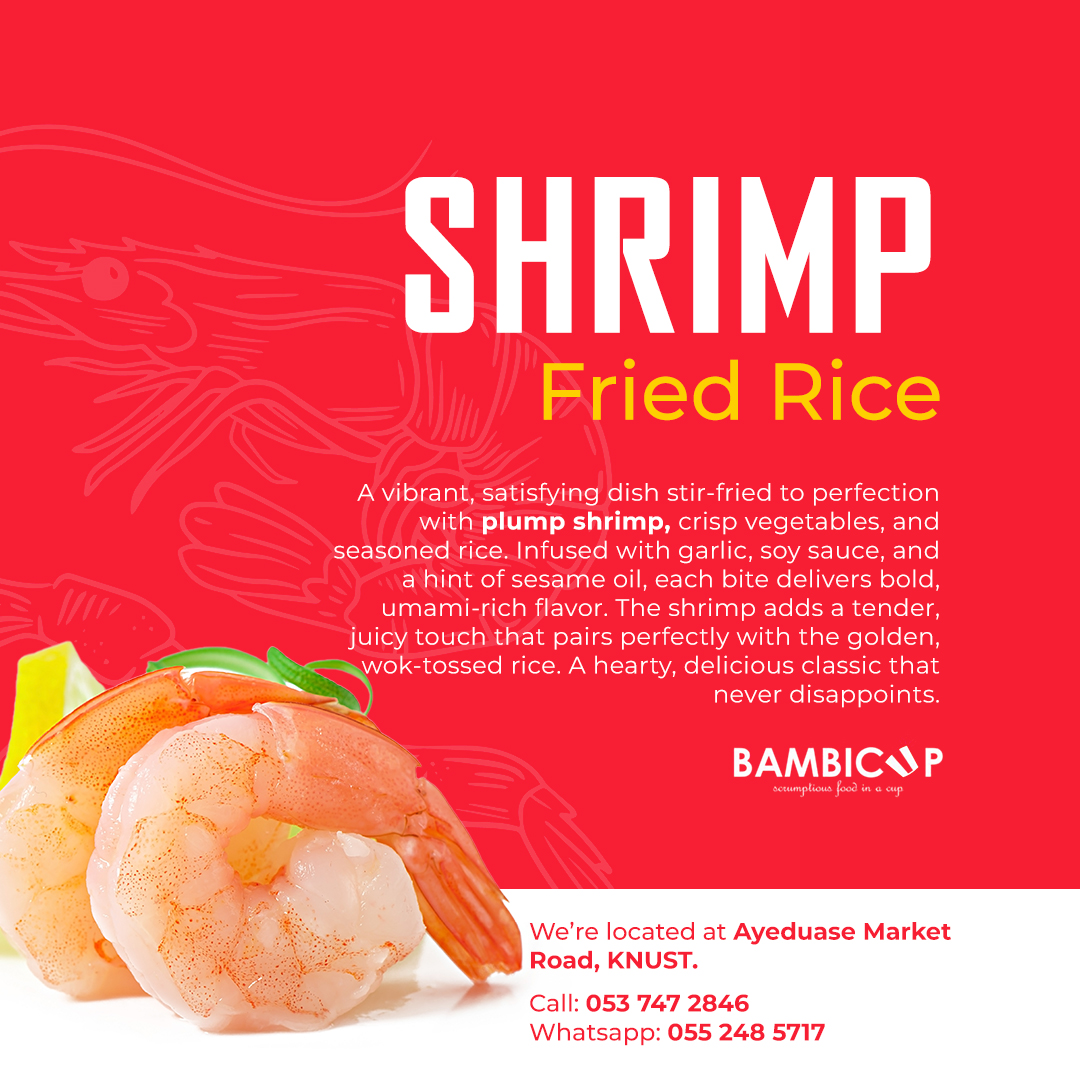 SHRIMP
Fried Rice
A vibrant, satisfying dish stir-fried to perfection
with plump shrimp, crisp vegetables, and
seasoned rice. Infused with garlic, soy sauce, and
a hint of sesame oil, each bite delivers bold,
umami-rich flavor. The shrimp adds a tender,
juicy touch that pairs perfectly with the golden,
wok-tossed rice. A hearty, delicious classic that
never disappoints.
BAMBICUP
scrumptious food in a cup
We’re located at Ayeduase Market
Road, KNUST.
Call: 053 747 2846
Whatsapp: 055 248 5717